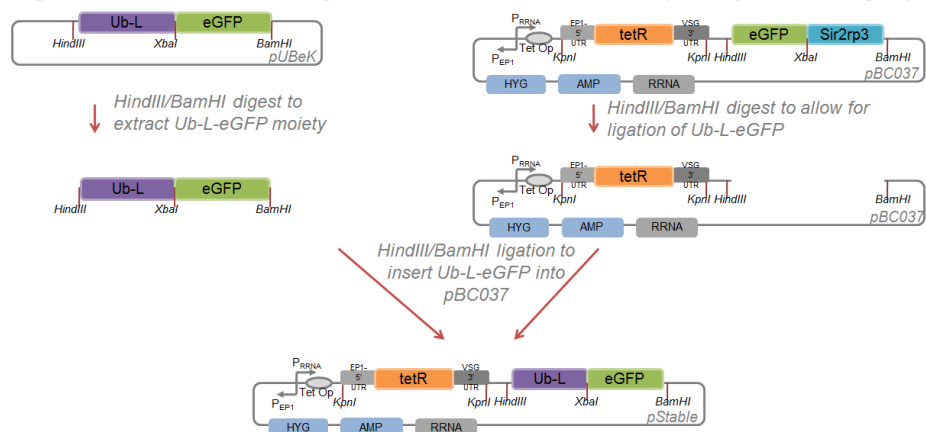 Ub-L eGFP
HindIII XbaI BamHI
pUBeK
HindIII/BamHI digest to
extract Ub-L-eGFP moiety
Ub-L eGFP
HindIII XbaI BamHI
PRRNA
Tet Op
PEP1
EP1-
5'
UTR
tetR
VSG
3'
UTR
eGFP Sir2rp3
KpnI KpnI HindIII XbaI BamHI
pBC037
HYG AMP RRNA
HindIII/BamHI digest to allow for
ligation of Ub-L-eGFP
PRRNA
Tet Op
PEP1
EP1-
5'
UTR
tetR
VSG
3'
UTR
KpnI KpnI HindIII BamHI
pBC037
HYG AMP RRNA
HindIII/BamHI ligation to
insert Ub-L-eGFP into
pBC037
PRRNA
Tet Op
PEP1
EP1-
5'
UTR
tetR
VSG
3'
UTR
Ub-L eGFP
KpnI KpnI HindIII XbaI BamHI
pStable
HYG AMP RRNA